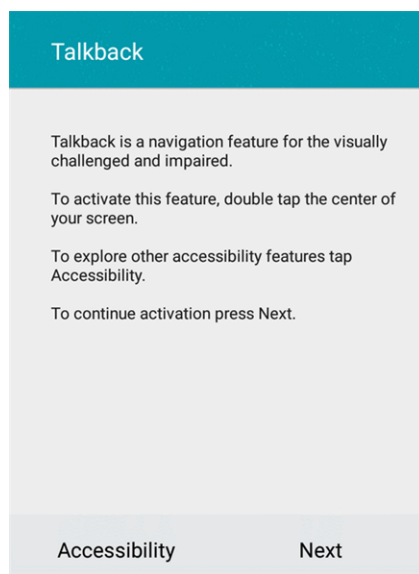 Talkback
Talkback is a navigation feature for the visually
challenged and impaired.
To activate this feature, double tap the center of
your screen.
To explore other accessibility features tap
Accessibility.
To continue activation press Next.
Accessibility
Next